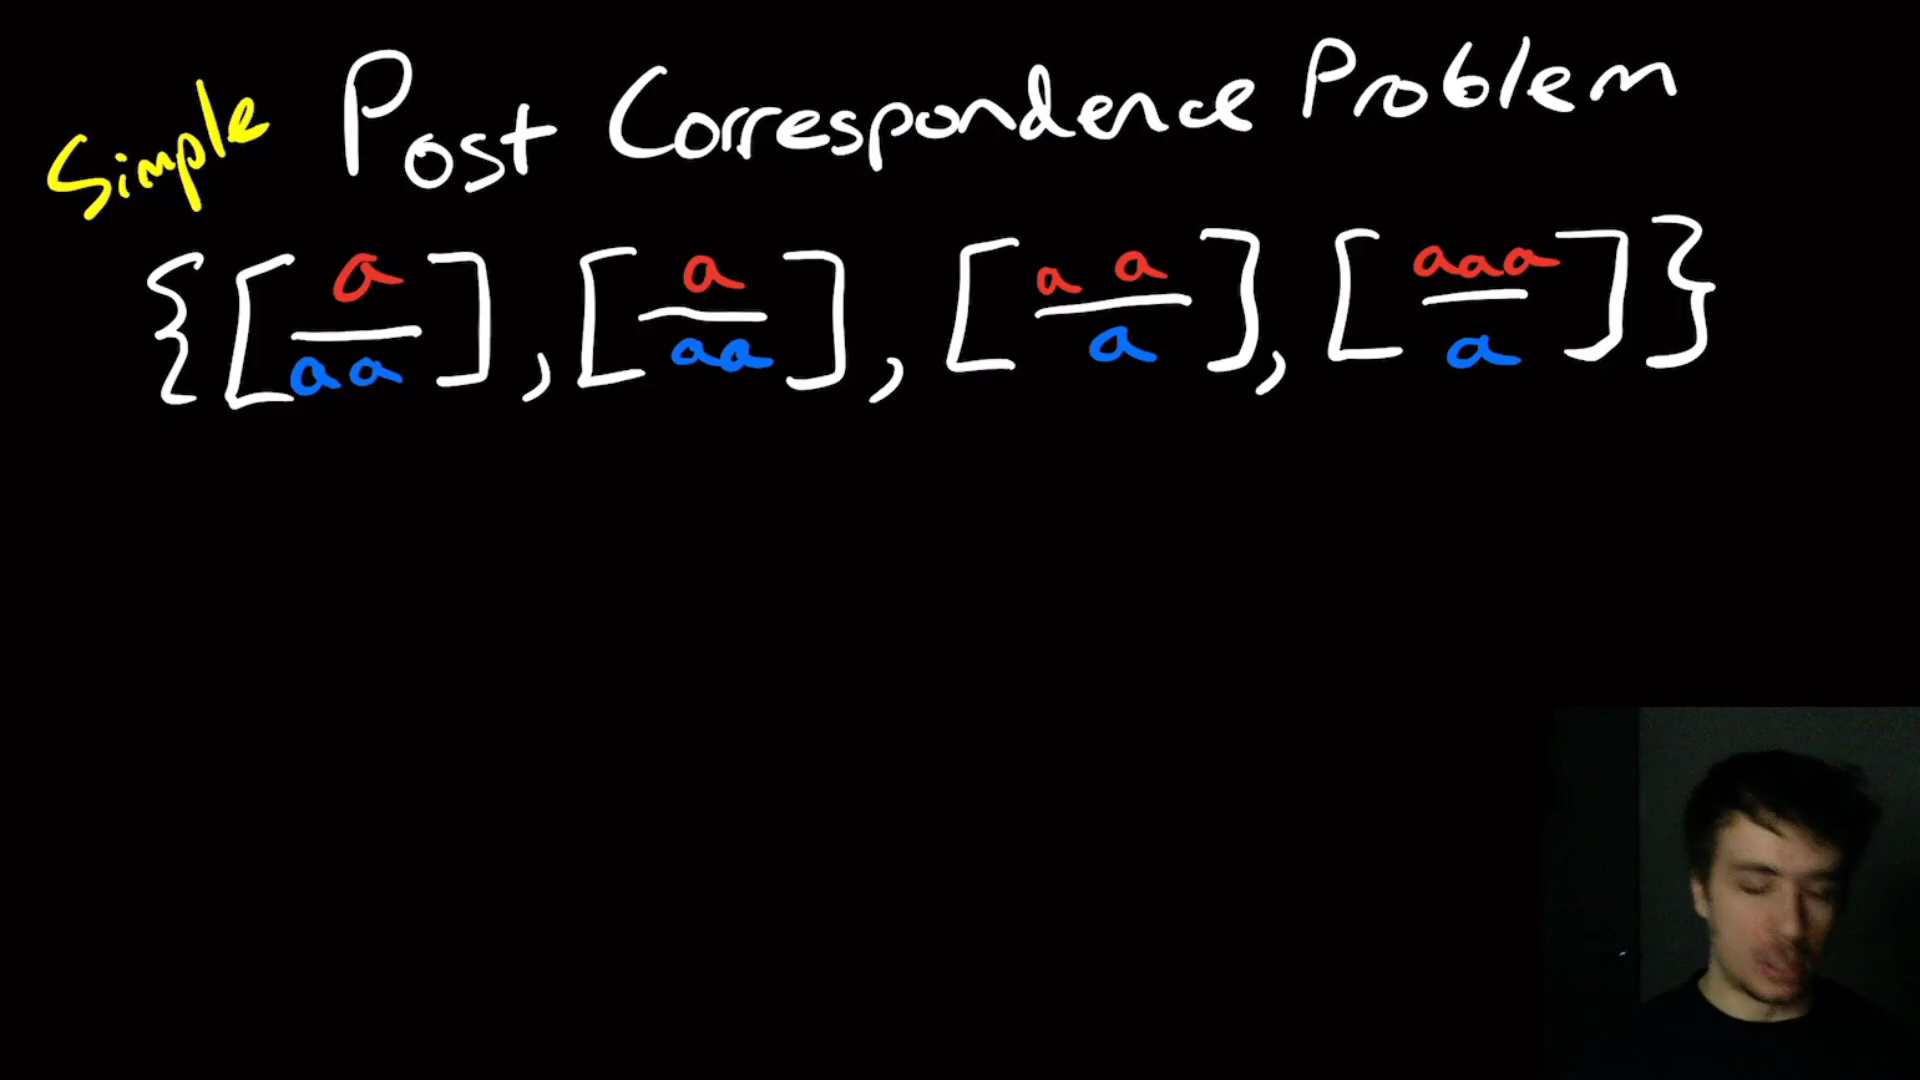 Simple Post Correspondence Problem
{[a/aa], [a/aa], [aa/a], [aaa/a]}